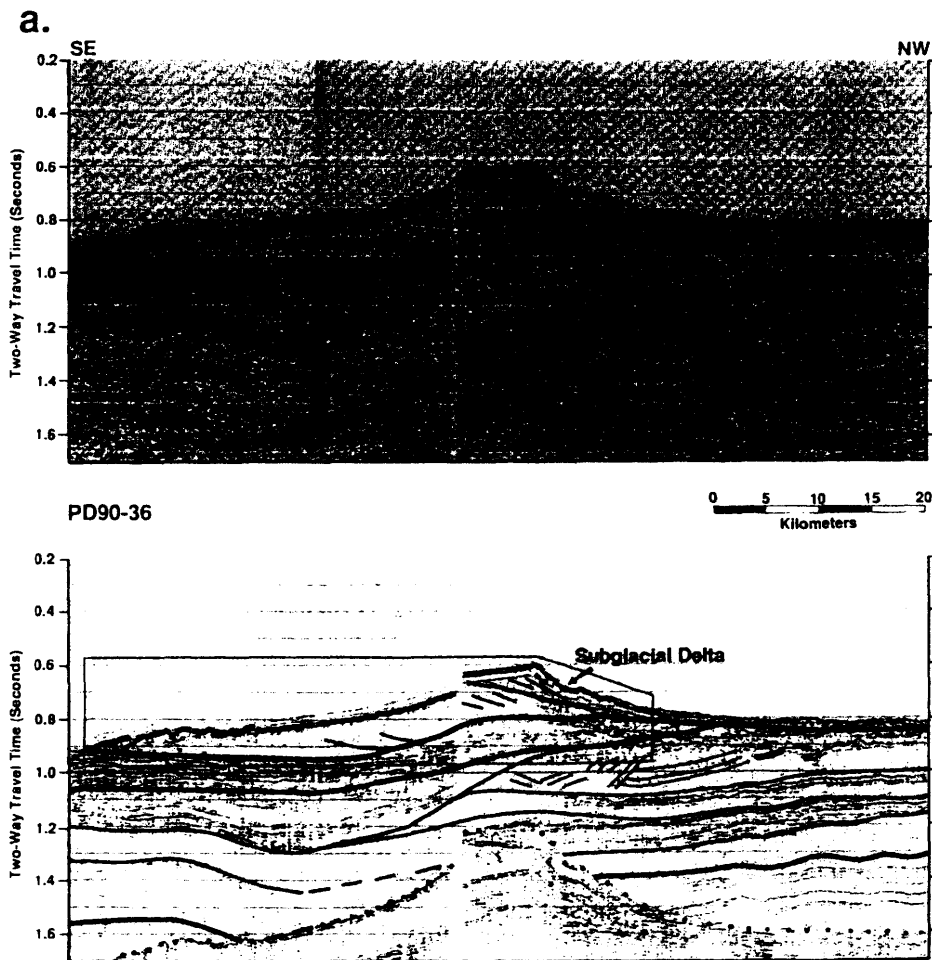 a.
SE NW
0.2
0.4
0.6
0.8
1.0
1.2
1.4
1.6
Two-Way Travel Time (Seconds)
PD90-36
0 5 10 15 20
Kilometers
0.2
0.4
0.6
0.8
1.0
1.2
1.4
1.6
Two-Way Travel Time (Seconds)
Subglacial Delta